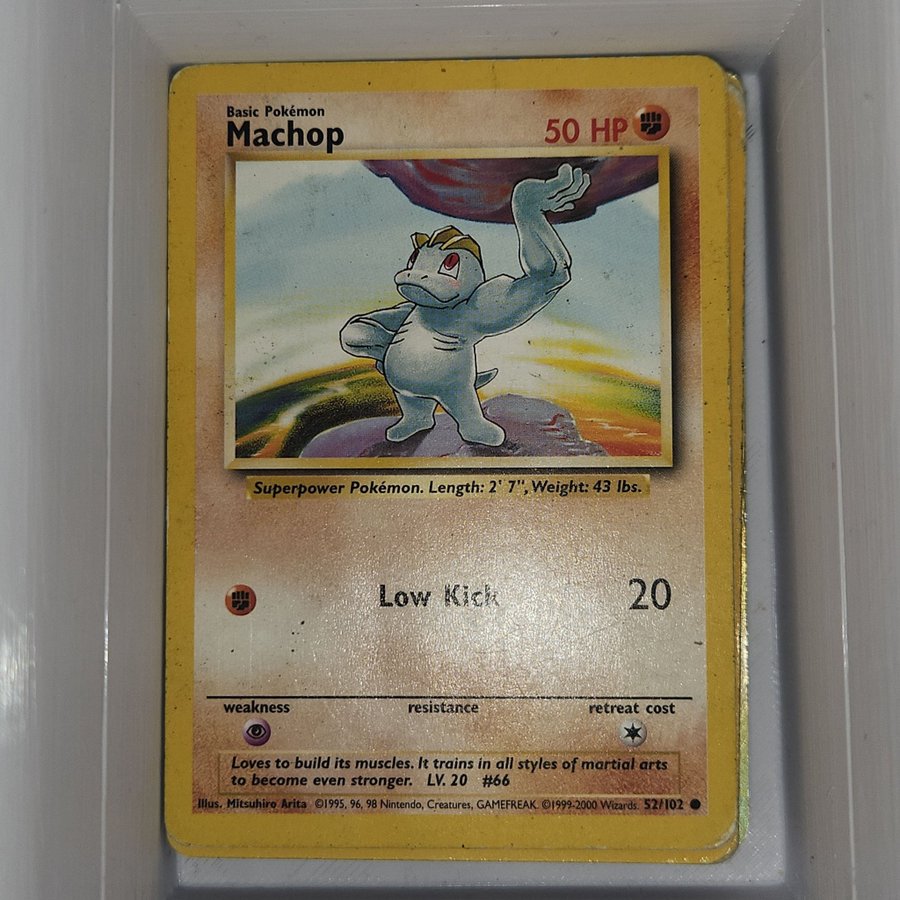 Basic Pokémon
Machop 50 HP
Superpower Pokémon. Length: 2' 7", Weight: 43 lbs.
Low Kick 20
weakness resistance retreat cost
Loves to build its muscles. It trains in all styles of martial arts
to become even stronger. LV. 20 #66
Illus. Mitsuhiro Arita ©1995, 96, 98 Nintendo, Creatures, GAMEFREAK. ©1999-2000 Wizards. 52/102